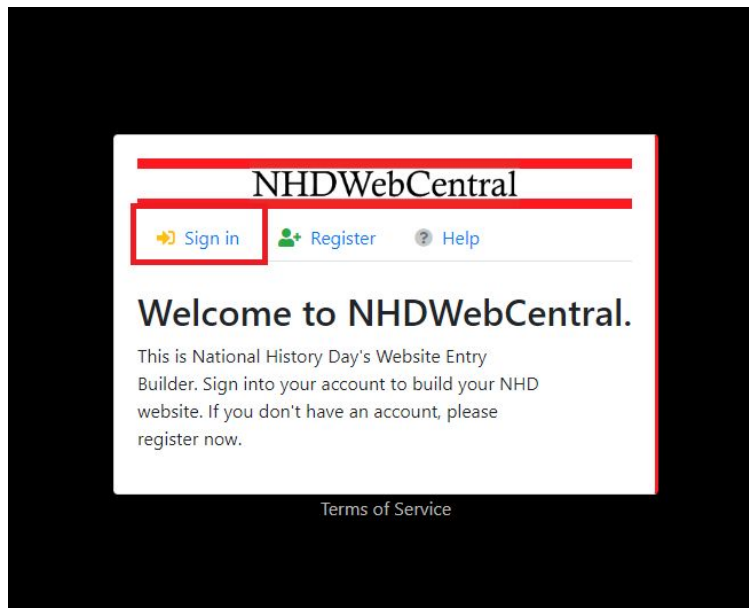 NHDWebCentral
Sign in Register Help
Welcome to NHDWebCentral.
This is National History Day's Website Entry
Builder. Sign into your account to build your NHD
website. If you don't have an account, please
register now.
Terms of Service